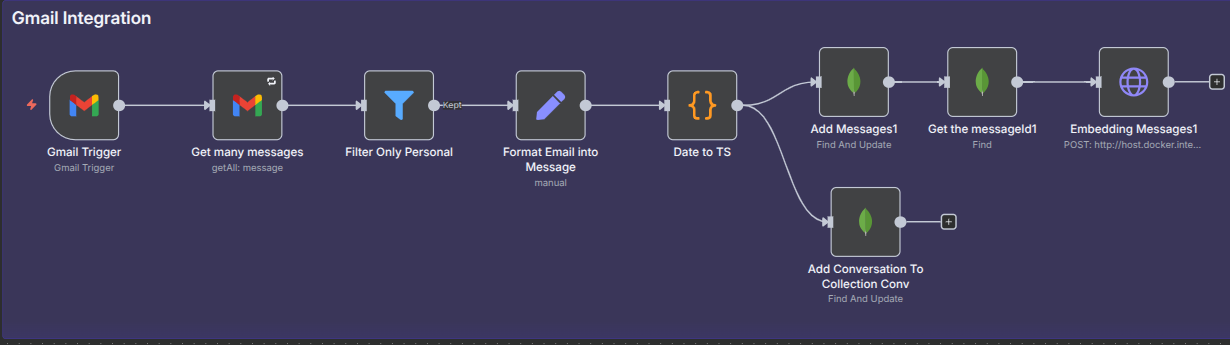 Gmail Integration
Kept
Gmail Trigger
Gmail Trigger
Get many messages
getAll: message
Filter Only Personal
Format Email into
Message
manual
Date to TS
Add Messages1
Find And Update
Get the messageId1
Find
Embedding Messages1
POST: http://host.docker.inte...
Add Conversation To
Collection Conv
Find And Update